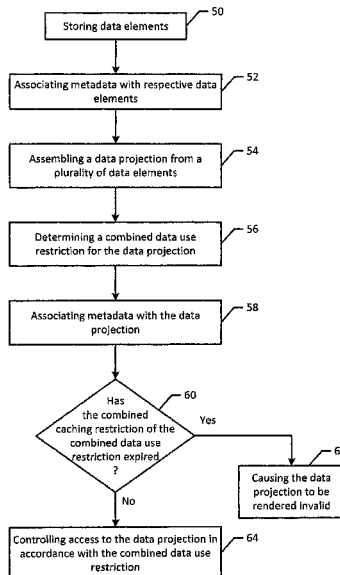 50
Storing data elements
52
Associating metadata with respective data
elements
54
Assembling a data projection from a
plurality of data elements
56
Determining a combined data use
restriction for the data projection
58
Associating metadata with the data
projection
60
Has
the combined
caching restriction of the
combined data use
restriction expired
?
Yes
No
6
Causing the data
projection to be
rendered invalid
Controlling access to the data projection in
accordance with the combined data use
restriction
64